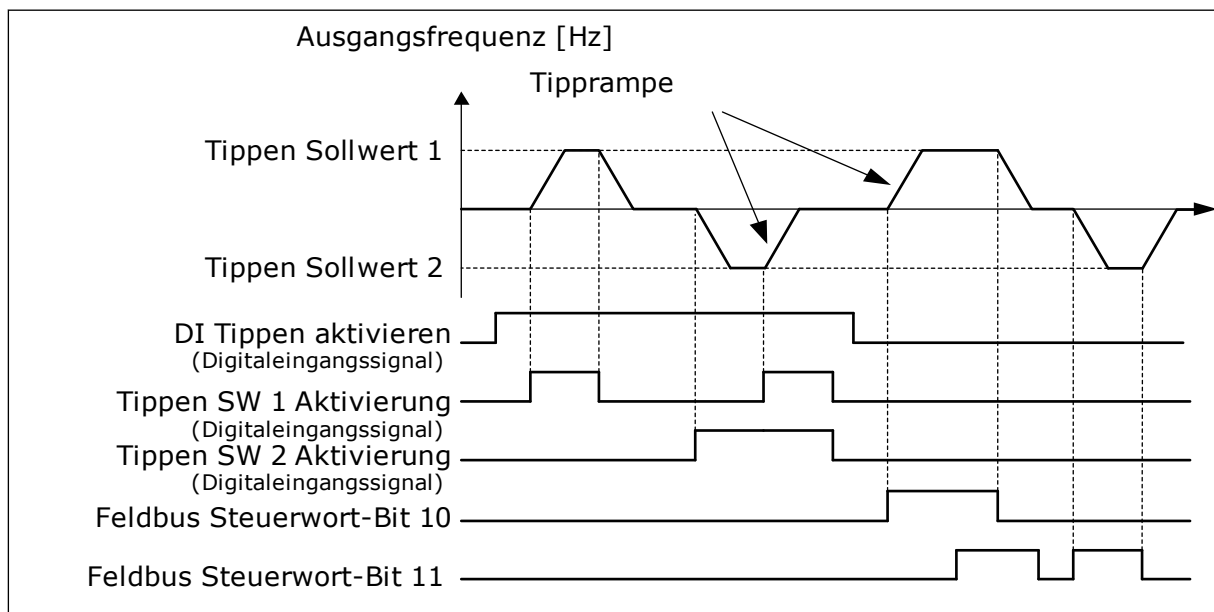 Ausgangsfrequenz [Hz]
Tipprampe
Tippen Sollwert 1
Tippen Sollwert 2
DI Tippen aktivieren
(Digitaleingangssignal)
Tippen SW 1 Aktivierung
(Digitaleingangssignal)
Tippen SW 2 Aktivierung
(Digitaleingangssignal)
Feldbus Steuerwort-Bit 10
Feldbus Steuerwort-Bit 11